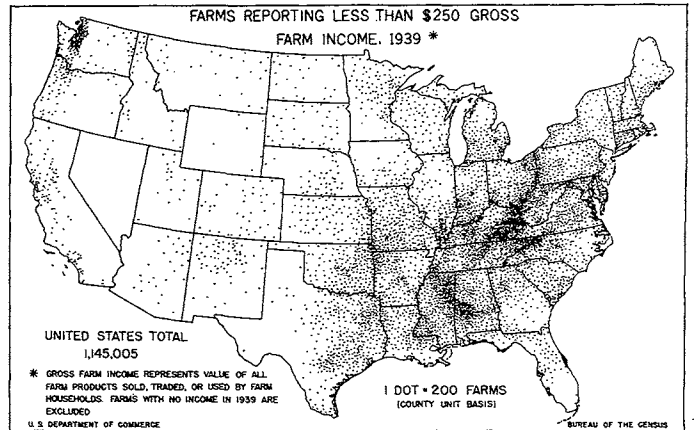 FARMS REPORTING LESS THAN $250 GROSS
FARM INCOME. 1939 *
UNITED STATES TOTAL
1,145,005
* GROSS FARM INCOME REPRESENTS VALUE OF ALL
FARM PRODUCTS SOLD, TRADED, OR USED BY FARM
HOUSEHOLDS. FARMS WITH NO INCOME IN 1939 ARE
EXCLUDED
1 DOT = 200 FARMS
(COUNTY UNIT BASIS)
U. S. DEPARTMENT OF COMMERCE
BUREAU OF THE CENSUS